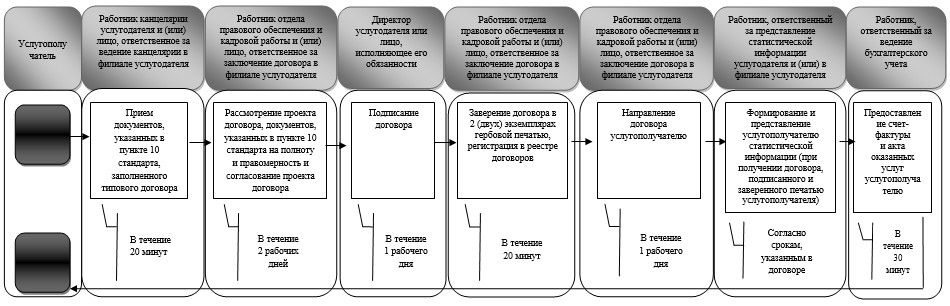 Услугополу
чатель
Работник канцелярии
услугодателя и (или)
лицо, ответственное за
ведение канцелярии в
филиале услугодателя
Работник отдела
правового обеспечения и
кадровой работы и (или)
лицо, ответственное за
заключение договора в
филиале услугодателя
Директор
услугодателя или
лицо,
исполняющее его
обязанности
Работник отдела
правового обеспечения и
кадровой работы и (или)
лицо, ответственное за
заключение договора в
филиале услугодателя
Работник отдела
правового обеспечения и
кадровой работы и (или)
лицо, ответственное за
заключение договора в
филиале услугодателя
Работник, ответственный
за представление
статистической
информации
услугодателя и (или) в
филиале услугодателя
Работник,
ответственный за
ведение
бухгалтерского
учета
Прием
документов,
указанных в
пункте 10
стандарта,
заполненного
типового договора
Рассмотрение проекта
договора, документов,
указанных в пункте 10
стандарта на полноту
и правомерность и
согласование проекта
договора
Подписание
договора
Заверение договора в
2 (двух) экземплярах
гербовой печатью,
регистрация в реестре
договоров
Направление
договора
услугополучателю
Формирование и
представление
услугополучателю
статистической
информации (при
получении договора,
подписанного и
заверенного печатью
услугополучателя)
Предоставлен
ие счет-
фактуры
и акта
оказанных
услуг
услугополуча
телю
В течение
20 минут
В течение
2 рабочих
дней
В течение
1 рабочего
дня
В течение
20 минут
В течение
1 рабочего
дня
Согласно
срокам,
указанным в
договоре
В
течение
30
минут